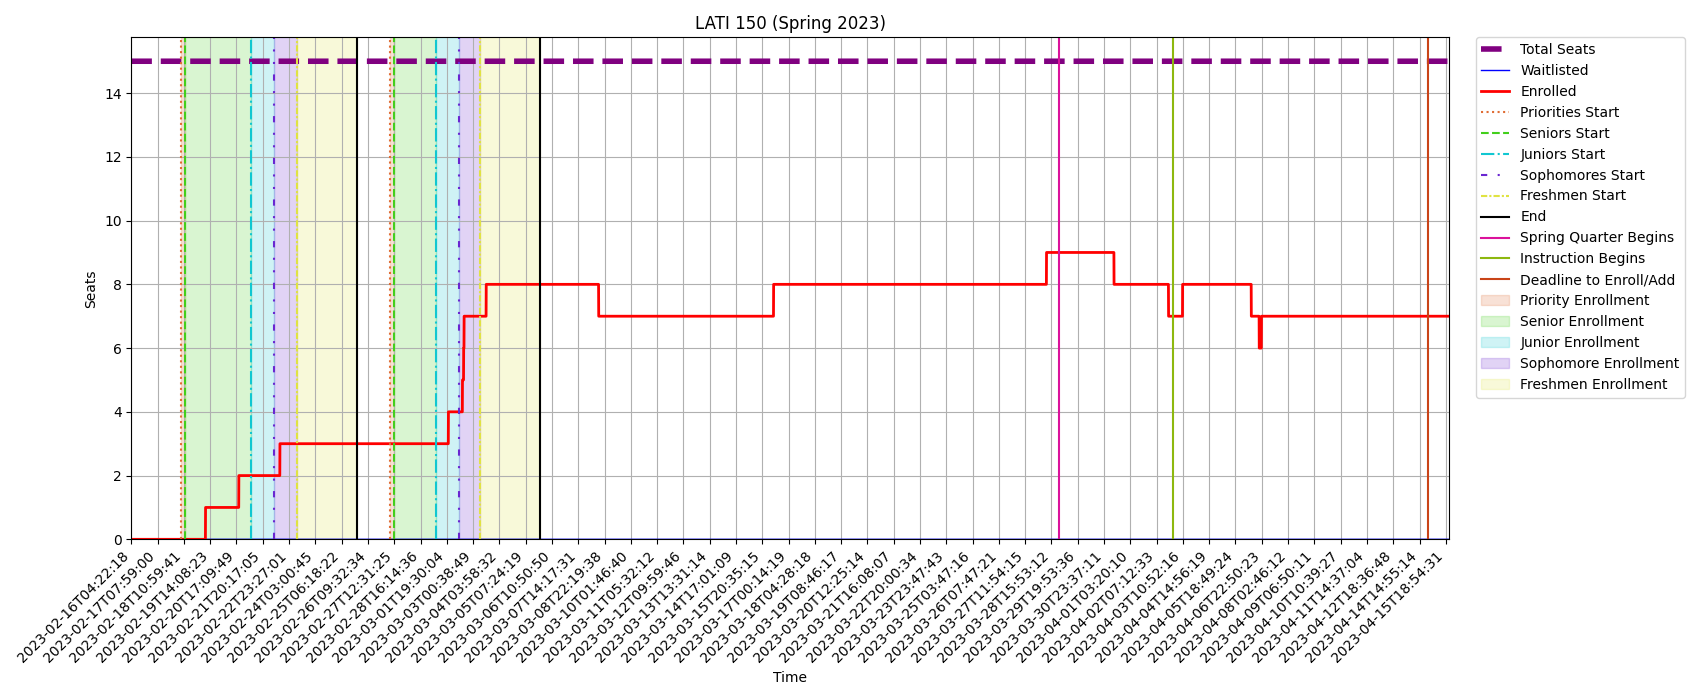 LATI 150 (Spring 2023)
Seats
14
12
10
8
6
4
2
0
2023-02-16T04:22:18
2023-02-17T07:59:00
2023-02-18T10:59:41
2023-02-19T14:08:23
2023-02-20T17:09:49
2023-02-21T20:17:05
2023-02-22T23:27:01
2023-02-24T03:00:45
2023-02-25T06:18:22
2023-02-26T09:32:34
2023-02-27T12:31:25
2023-02-28T16:14:36
2023-03-01T19:30:04
2023-03-03T00:38:49
2023-03-04T03:58:32
2023-03-05T07:24:19
2023-03-06T10:50:50
2023-03-07T14:17:31
2023-03-08T22:19:38
2023-03-10T01:46:40
2023-03-11T05:32:12
2023-03-12T09:59:46
2023-03-13T13:31:14
2023-03-14T17:01:09
2023-03-15T20:35:15
2023-03-17T00:14:19
2023-03-18T04:28:18
2023-03-19T08:46:17
2023-03-20T12:25:14
2023-03-21T16:08:07
2023-03-22T20:00:34
2023-03-23T23:47:43
2023-03-25T03:47:16
2023-03-26T07:47:21
2023-03-27T11:54:15
2023-03-28T15:53:12
2023-03-29T19:53:36
2023-03-30T23:37:11
2023-04-01T03:20:10
2023-04-02T07:12:33
2023-04-03T10:52:16
2023-04-04T14:56:19
2023-04-05T18:49:24
2023-04-06T22:50:23
2023-04-08T02:46:12
2023-04-09T06:50:11
2023-04-10T10:39:27
2023-04-11T14:37:04
2023-04-12T18:36:48
2023-04-14T14:55:14
2023-04-15T18:54:31
Time
Total Seats
Waitlisted
Enrolled
Priorities Start
Seniors Start
Juniors Start
Sophomores Start
Freshmen Start
End
Spring Quarter Begins
Instruction Begins
Deadline to Enroll/Add
Priority Enrollment
Senior Enrollment
Junior Enrollment
Sophomore Enrollment
Freshmen Enrollment